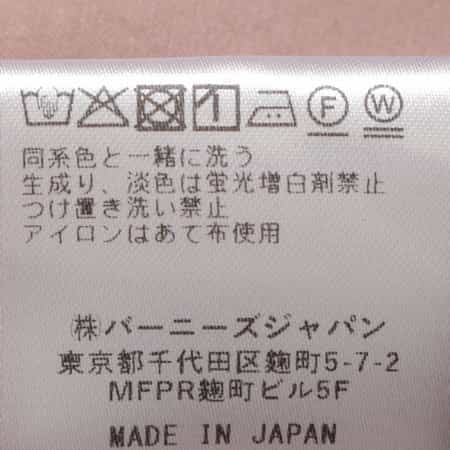 F W
同系色と一緒に洗う
生成り、淡色は蛍光増白剤禁止
つけ置き洗い禁止
アイロンはあて布使用
㈱バーニーズジャパン
東京都千代田区麹町5-7-2
MFPR麹町ビル5F
MADE IN JAPAN